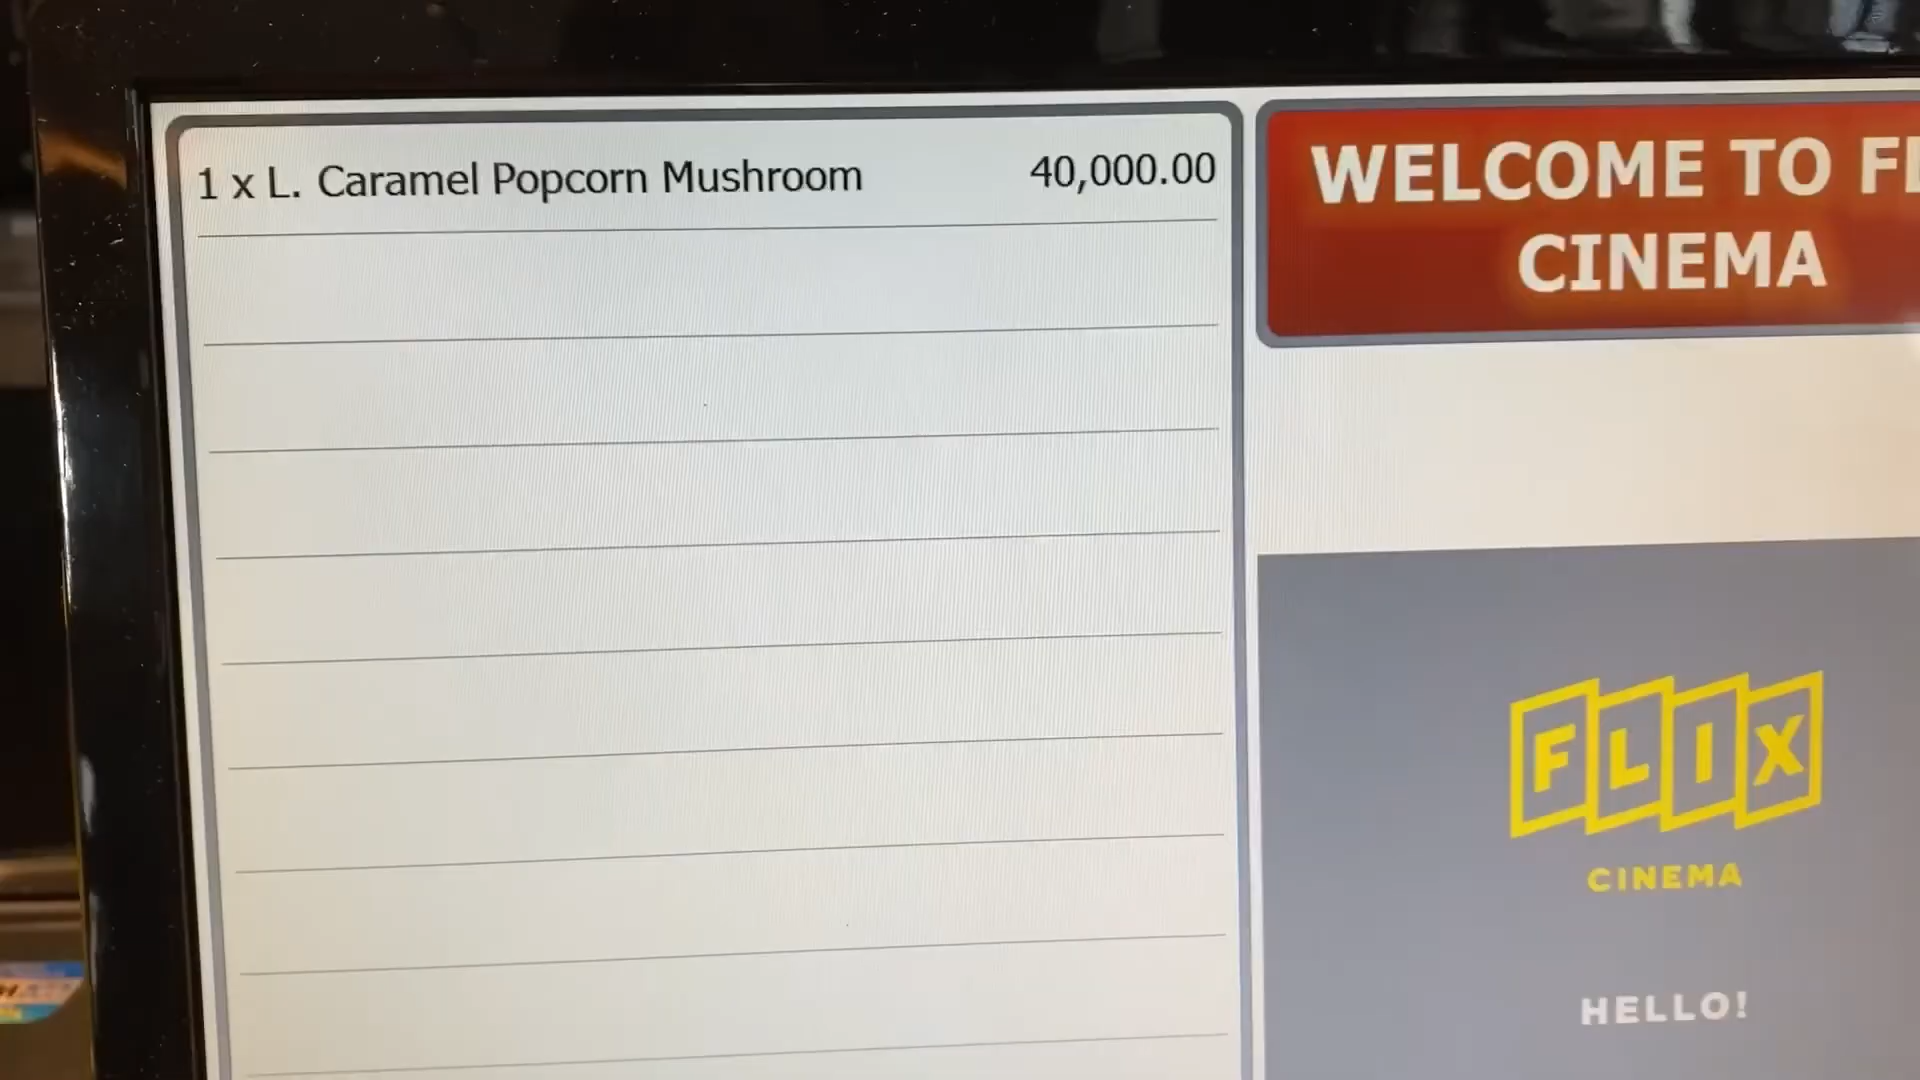 1 x L. Caramel Popcorn Mushroom 40,000.00
WELCOME TO
CINEMA
FLIX
CINEMA
HELLO!